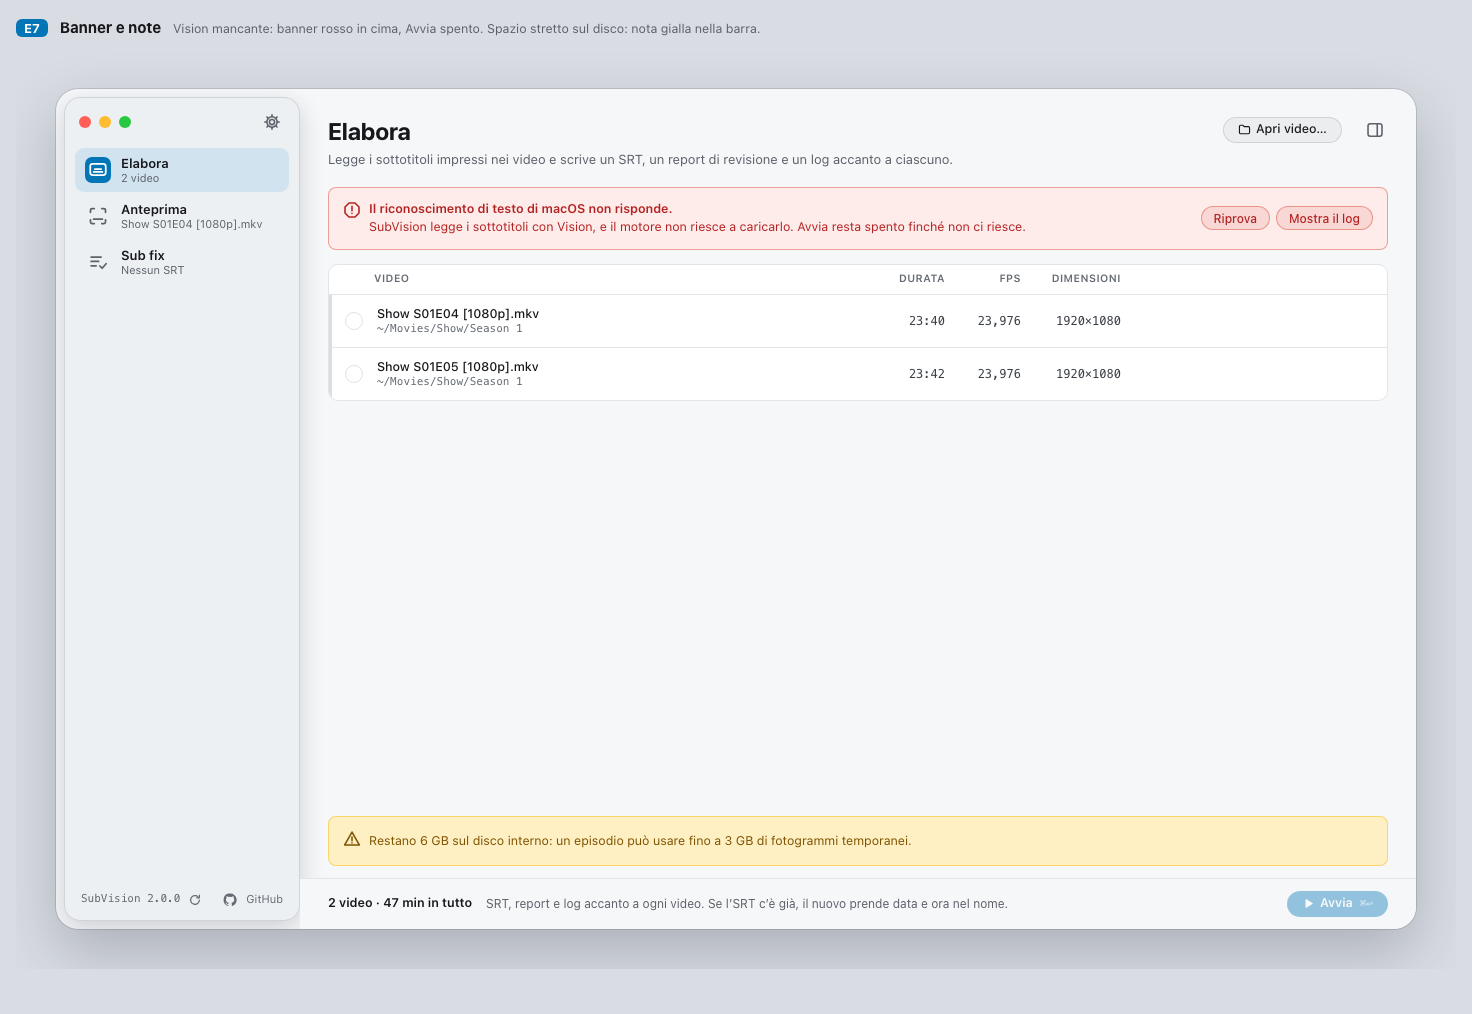 E7 Banner e note Vision mancante: banner rosso in cima, Avvia spento. Spazio stretto sul disco: nota gialla nella barra.
Elabora
2 video
Anteprima
Show S01E04 [1080p].mkv
Sub fix
Nessun SRT
SubVision 2.0.0 GitHub
Elabora
Apri video…
Legge i sottotitoli impressi nei video e scrive un SRT, un report di revisione e un log accanto a ciascuno.
Il riconoscimento di testo di macOS non risponde.
SubVision legge i sottotitoli con Vision, e il motore non riesce a caricarlo. Avvia resta spento finché non ci riesce.
Riprova Mostra il log
VIDEO DURATA FPS DIMENSIONI
Show S01E04 [1080p].mkv
~/Movies/Show/Season 1
23:40 23,976 1920×1080
Show S01E05 [1080p].mkv
~/Movies/Show/Season 1
23:42 23,976 1920×1080
Restano 6 GB sul disco interno: un episodio può usare fino a 3 GB di fotogrammi temporanei.
2 video · 47 min in tutto SRT, report e log accanto a ogni video. Se l’SRT c’è già, il nuovo prende data e ora nel nome.
Avvia ⌘↩